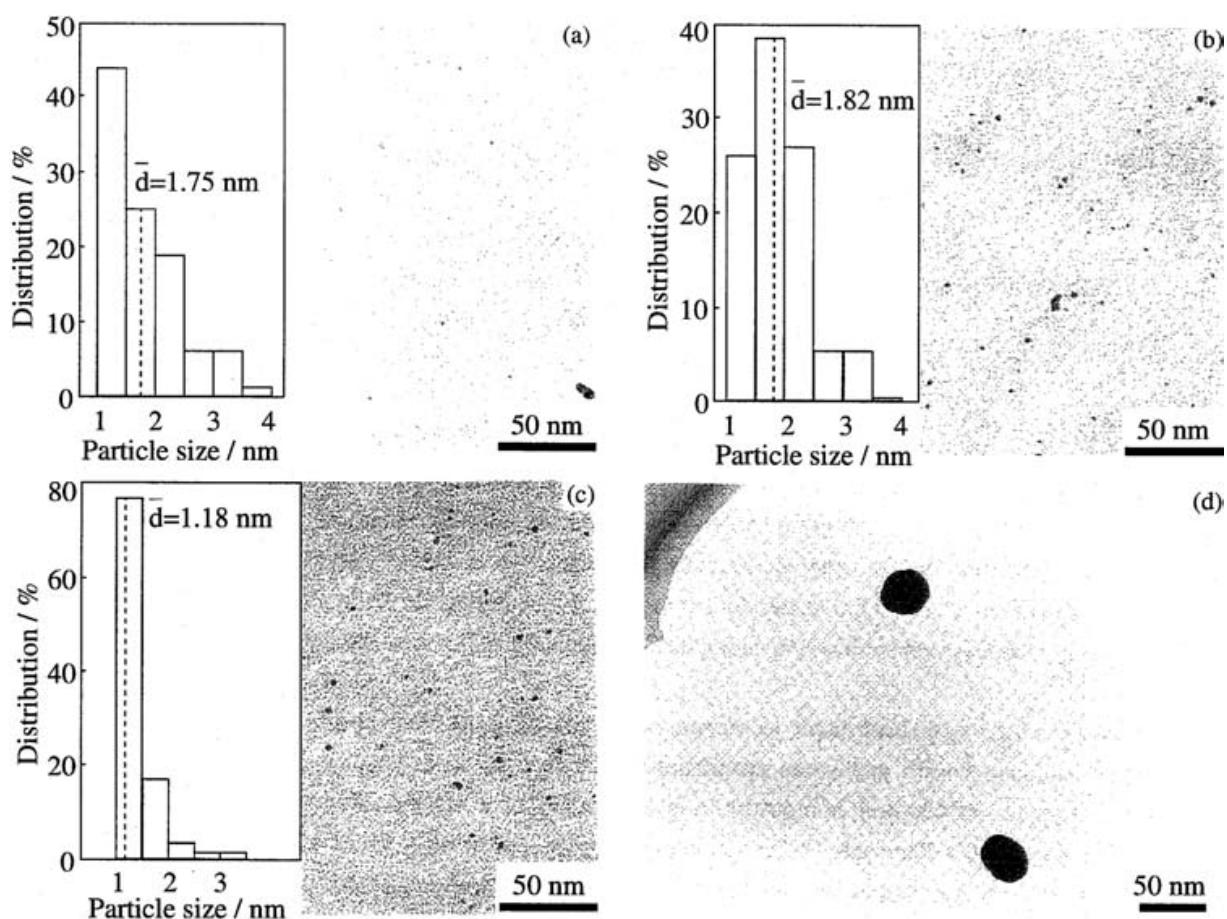 50
40
30
20
10
0
Distribution / %
d̄=1.75 nm
1 2 3 4
Particle size / nm
(a)
50 nm
40
30
20
10
0
Distribution / %
d̄=1.82 nm
1 2 3 4
Particle size / nm
(b)
50 nm
80
60
40
20
0
Distribution / %
d̄=1.18 nm
1 2 3
Particle size / nm
(c)
50 nm
(d)
50 nm